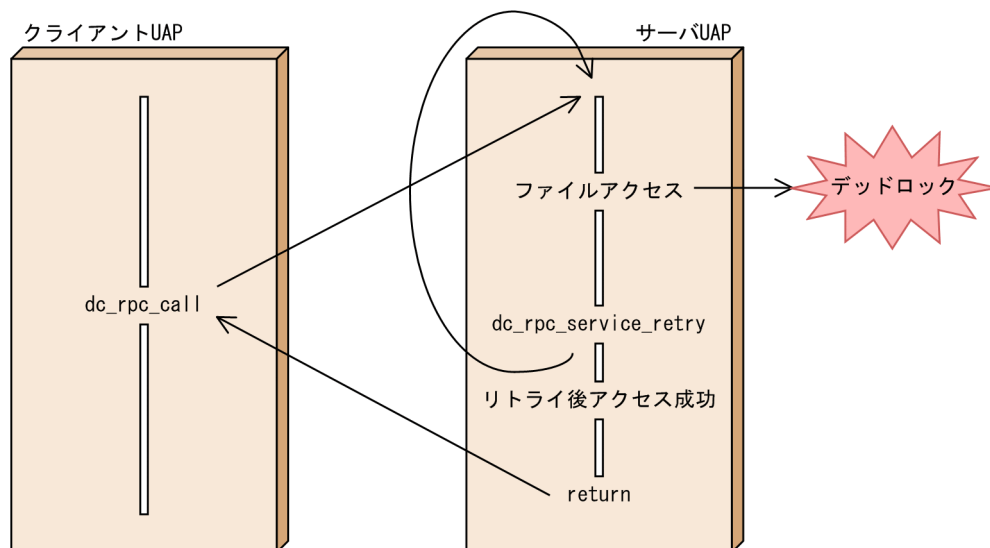 クライアントUAP
サーバUAP
ファイルアクセス
デッドロック
dc_rpc_call
dc_rpc_service_retry
リトライ後アクセス成功
return